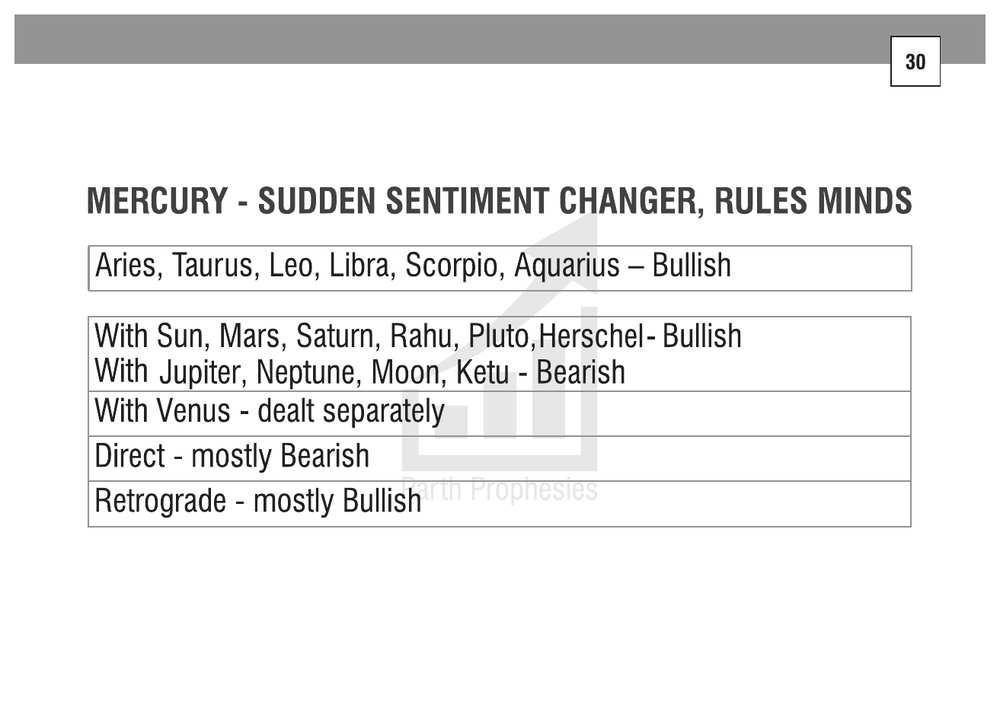 30
MERCURY - SUDDEN SENTIMENT CHANGER, RULES MINDS
Aries, Taurus, Leo, Libra, Scorpio, Aquarius – Bullish
With Sun, Mars, Saturn, Rahu, Pluto,Herschel- Bullish
With Jupiter, Neptune, Moon, Ketu - Bearish
With Venus - dealt separately
Direct - mostly Bearish
Retrograde - mostly Bullish
Parth Prophesies